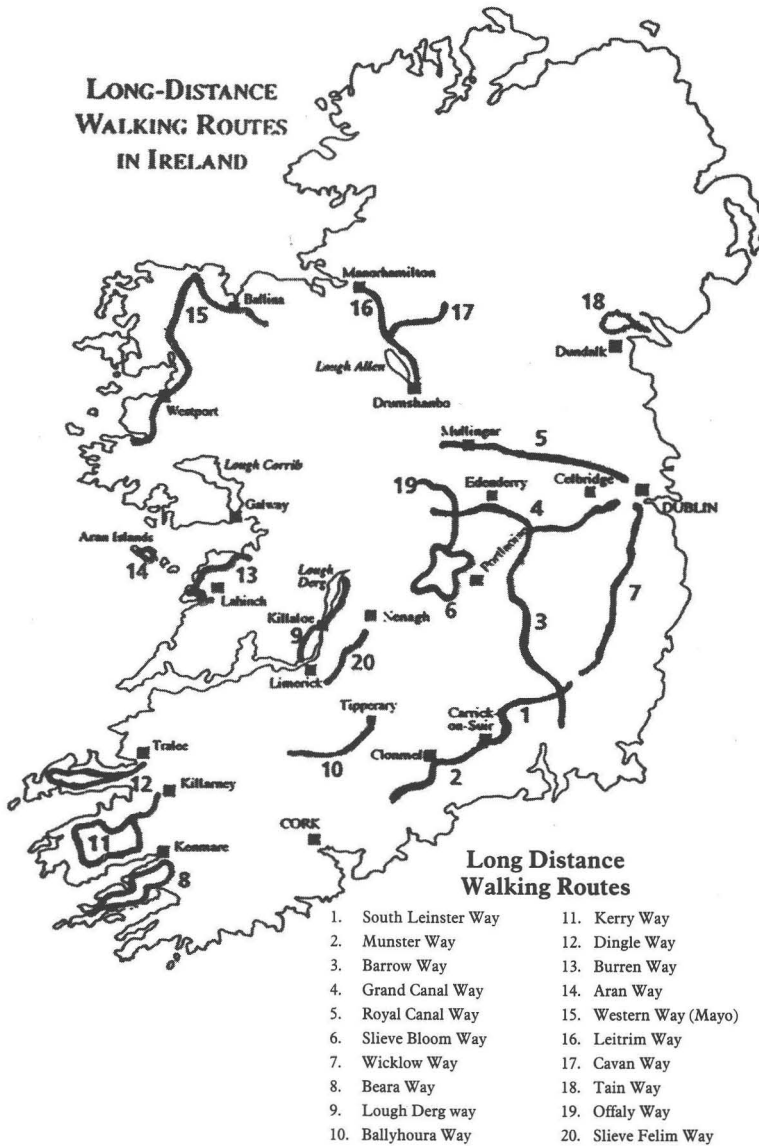 LONG-DISTANCE
WALKING ROUTES
IN IRELAND
Manorhamilton
16
17
18
Ballina
15
Dundalk
Lough Allen
Drumshanbo
Westport
Mullingar
5
Lough Corrib
19
Edenderry
Celbridge
DUBLIN
Galway
4
Aran Islands
14
13
Portlaoise
Lough
Derg
Lahinch
6
7
Killaloe
Nenagh
3
9
20
Limerick
Tipperary
Carrick-
on-Suir
1
Clonmel
10
2
Tralee
12
Killarney
11
CORK
Kenmare
8
Long Distance
Walking Routes
1. South Leinster Way
2. Munster Way
3. Barrow Way
4. Grand Canal Way
5. Royal Canal Way
6. Slieve Bloom Way
7. Wicklow Way
8. Beara Way
9. Lough Derg way
10. Ballyhoura Way
11. Kerry Way
12. Dingle Way
13. Burren Way
14. Aran Way
15. Western Way (Mayo)
16. Leitrim Way
17. Cavan Way
18. Tain Way
19. Offaly Way
20. Slieve Felim Way